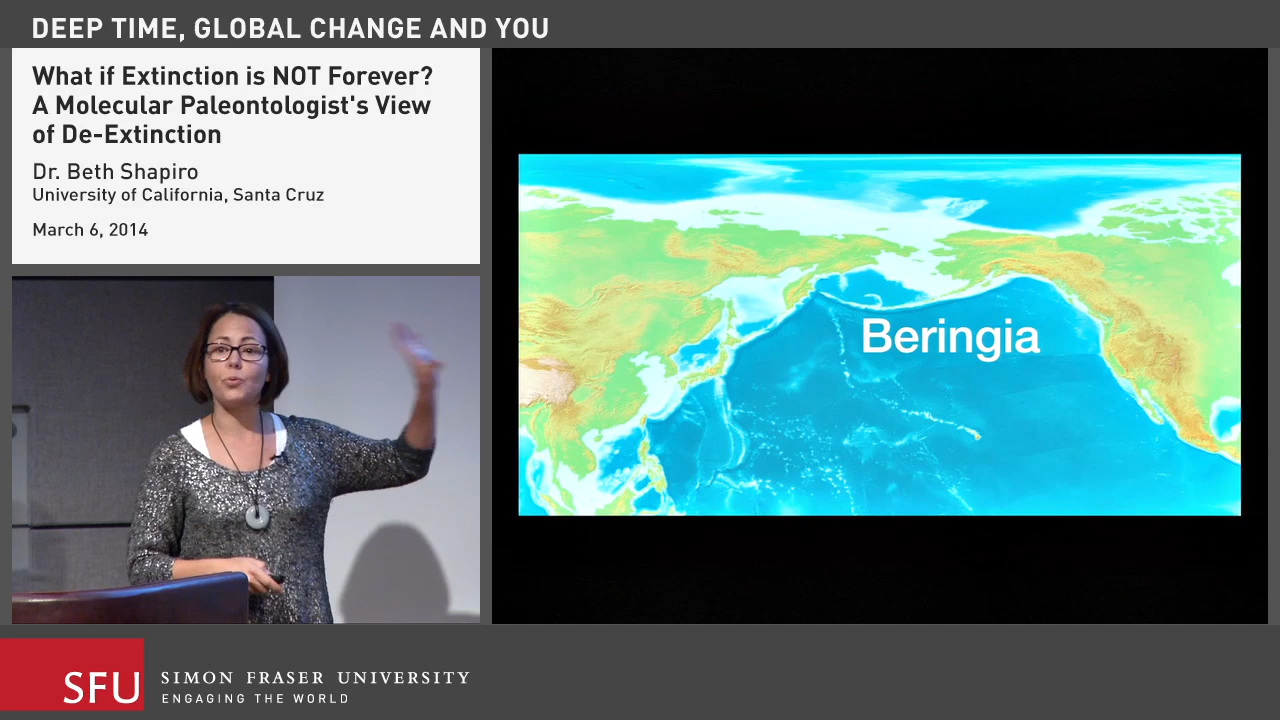 DEEP TIME, GLOBAL CHANGE AND YOU
What if Extinction is NOT Forever?
A Molecular Paleontologist's View
of De-Extinction
Dr. Beth Shapiro
University of California, Santa Cruz
March 6, 2014
Beringia
SFU
SIMON FRASER UNIVERSITY
ENGAGING THE WORLD